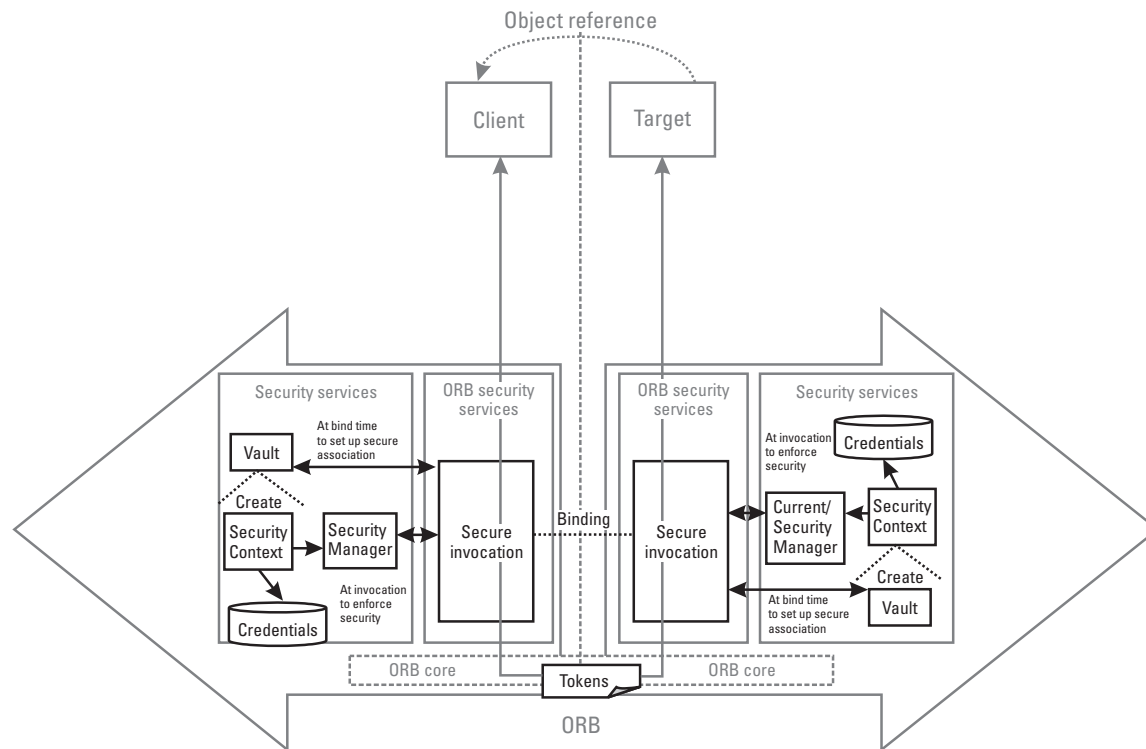 Object reference
Client
Target
Security services
ORB security
services
ORB security
services
Security services
At bind time
to set up secure
association
Vault
Create
Security
Context
Security
Manager
At invocation
to enforce
security
Credentials
Secure
invocation
Binding
Secure
invocation
At invocation
to enforce
security
Credentials
Current/
Security
Manager
Security
Context
Create
Vault
At bind time
to set up secure
association
ORB core
Tokens
ORB core
ORB